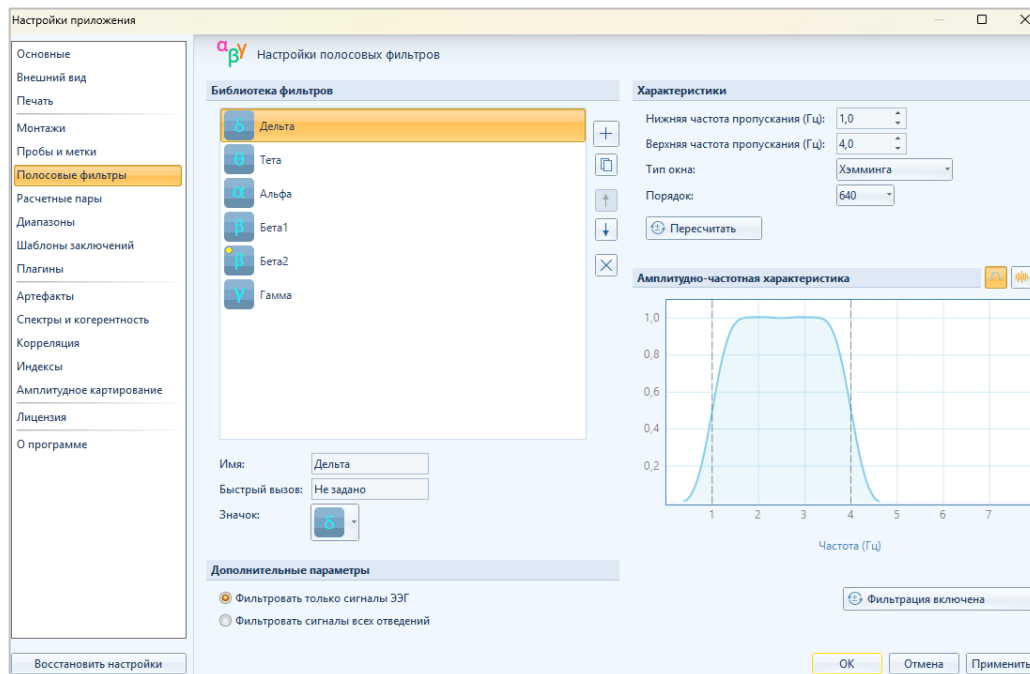 Настройки приложения
Основные
Внешний вид
Печать
Монтажи
Пробы и метки
Полосовые фильтры
Расчетные пары
Диапазоны
Шаблоны заключений
Плагины
Артефакты
Спектры и когерентность
Корреляция
Индексы
Амплитудное картирование
Лицензия
О программе
Восстановить настройки
αβγ Настройки полосовых фильтров
Библиотека фильтров
δ Дельта
θ Тета
α Альфа
β Бета1
β Бета2
γ Гамма
Имя: Дельта
Быстрый вызов: Не задано
Значок: δ
Дополнительные параметры
Фильтровать только сигналы ЭЭГ
Фильтровать сигналы всех отведений
Характеристики
Нижняя частота пропускания (Гц): 1,0
Верхняя частота пропускания (Гц): 4,0
Тип окна: Хэмминга
Порядок: 640
Пересчитать
Амплитудно-частотная характеристика
1,0
0,8
0,6
0,4
0,2
1 2 3 4 5 6 7
Частота (Гц)
Фильтрация включена
ОК Отмена Применить